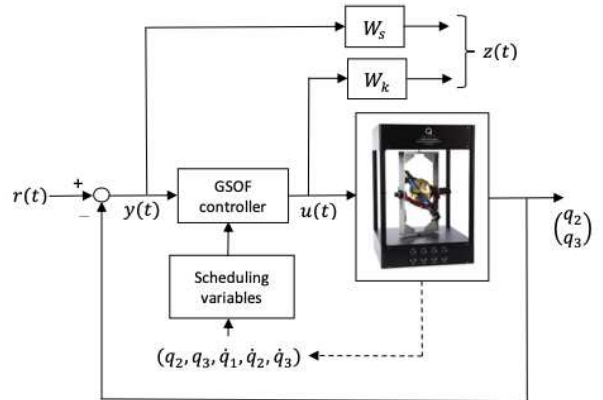 W_s
z(t)
W_k
r(t)
+
−
y(t)
GSOF
controller
u(t)
(q_2
q_3)
Scheduling
variables
(q_2, q_3, q̇_1, q̇_2, q̇_3)